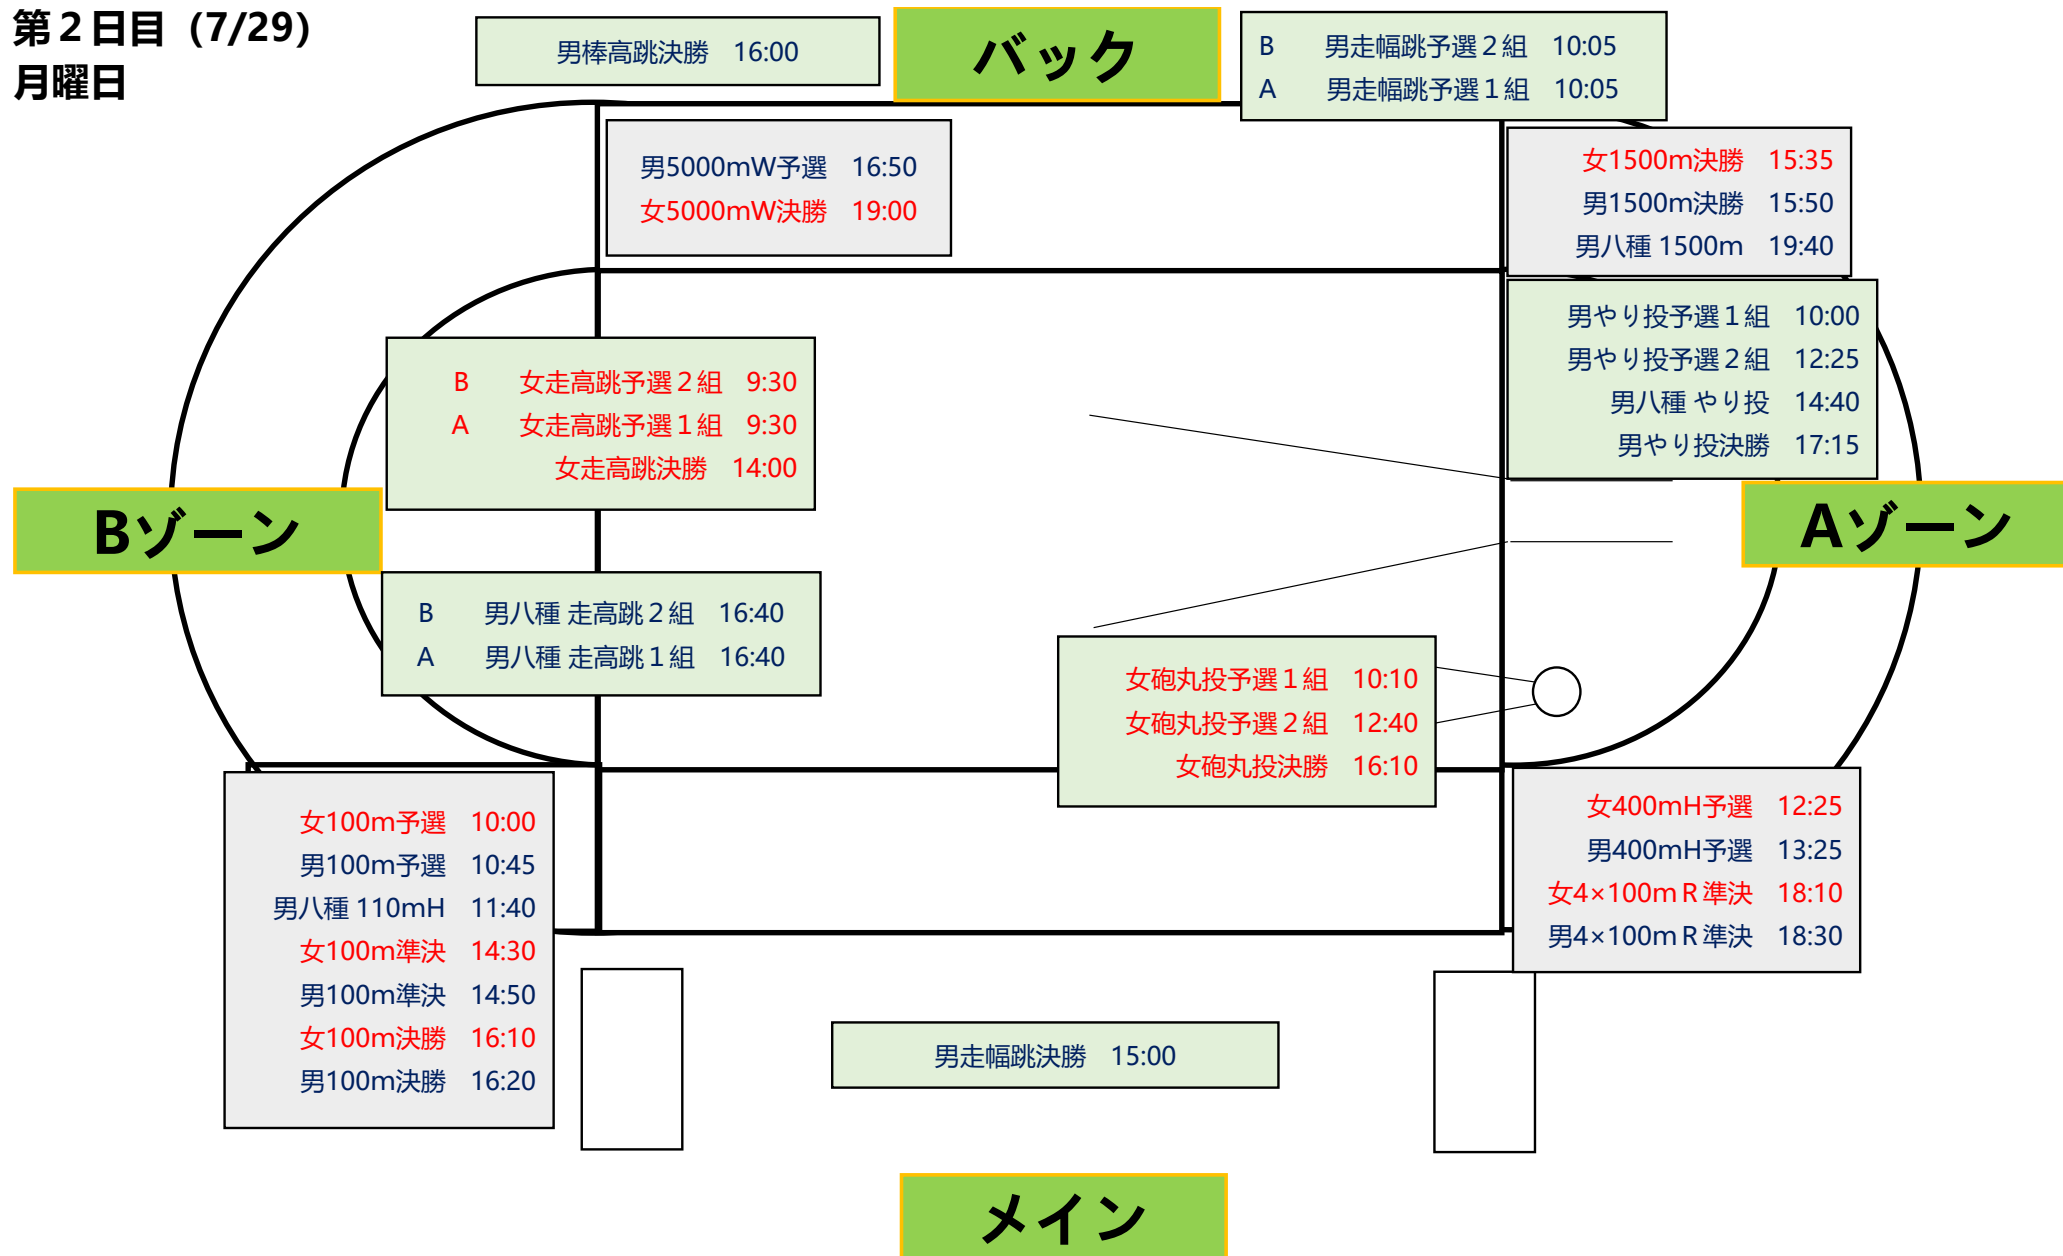 第２日目 (7/29)
月曜日
男棒高跳決勝　16:00
バック
B　男走幅跳予選２組　10:05
A　男走幅跳予選１組　10:05
男5000mW予選　16:50
女5000mW決勝　19:00
女1500m決勝　15:35
男1500m決勝　15:50
男八種 1500m　19:40
男やり投予選１組　10:00
男やり投予選２組　12:25
男八種 やり投　14:40
男やり投決勝　17:15
B　女走高跳予選２組　9:30
A　女走高跳予選１組　9:30
女走高跳決勝　14:00
Bゾーン
Aゾーン
B　男八種 走高跳２組　16:40
A　男八種 走高跳１組　16:40
女砲丸投予選１組　10:10
女砲丸投予選２組　12:40
女砲丸投決勝　16:10
女100m予選　10:00
男100m予選　10:45
男八種 110mH　11:40
女100m準決　14:30
男100m準決　14:50
女100m決勝　16:10
男100m決勝　16:20
女400mH予選　12:25
男400mH予選　13:25
女4×100mＲ準決　18:10
男4×100mＲ準決　18:30
男走幅跳決勝　15:00
メイン